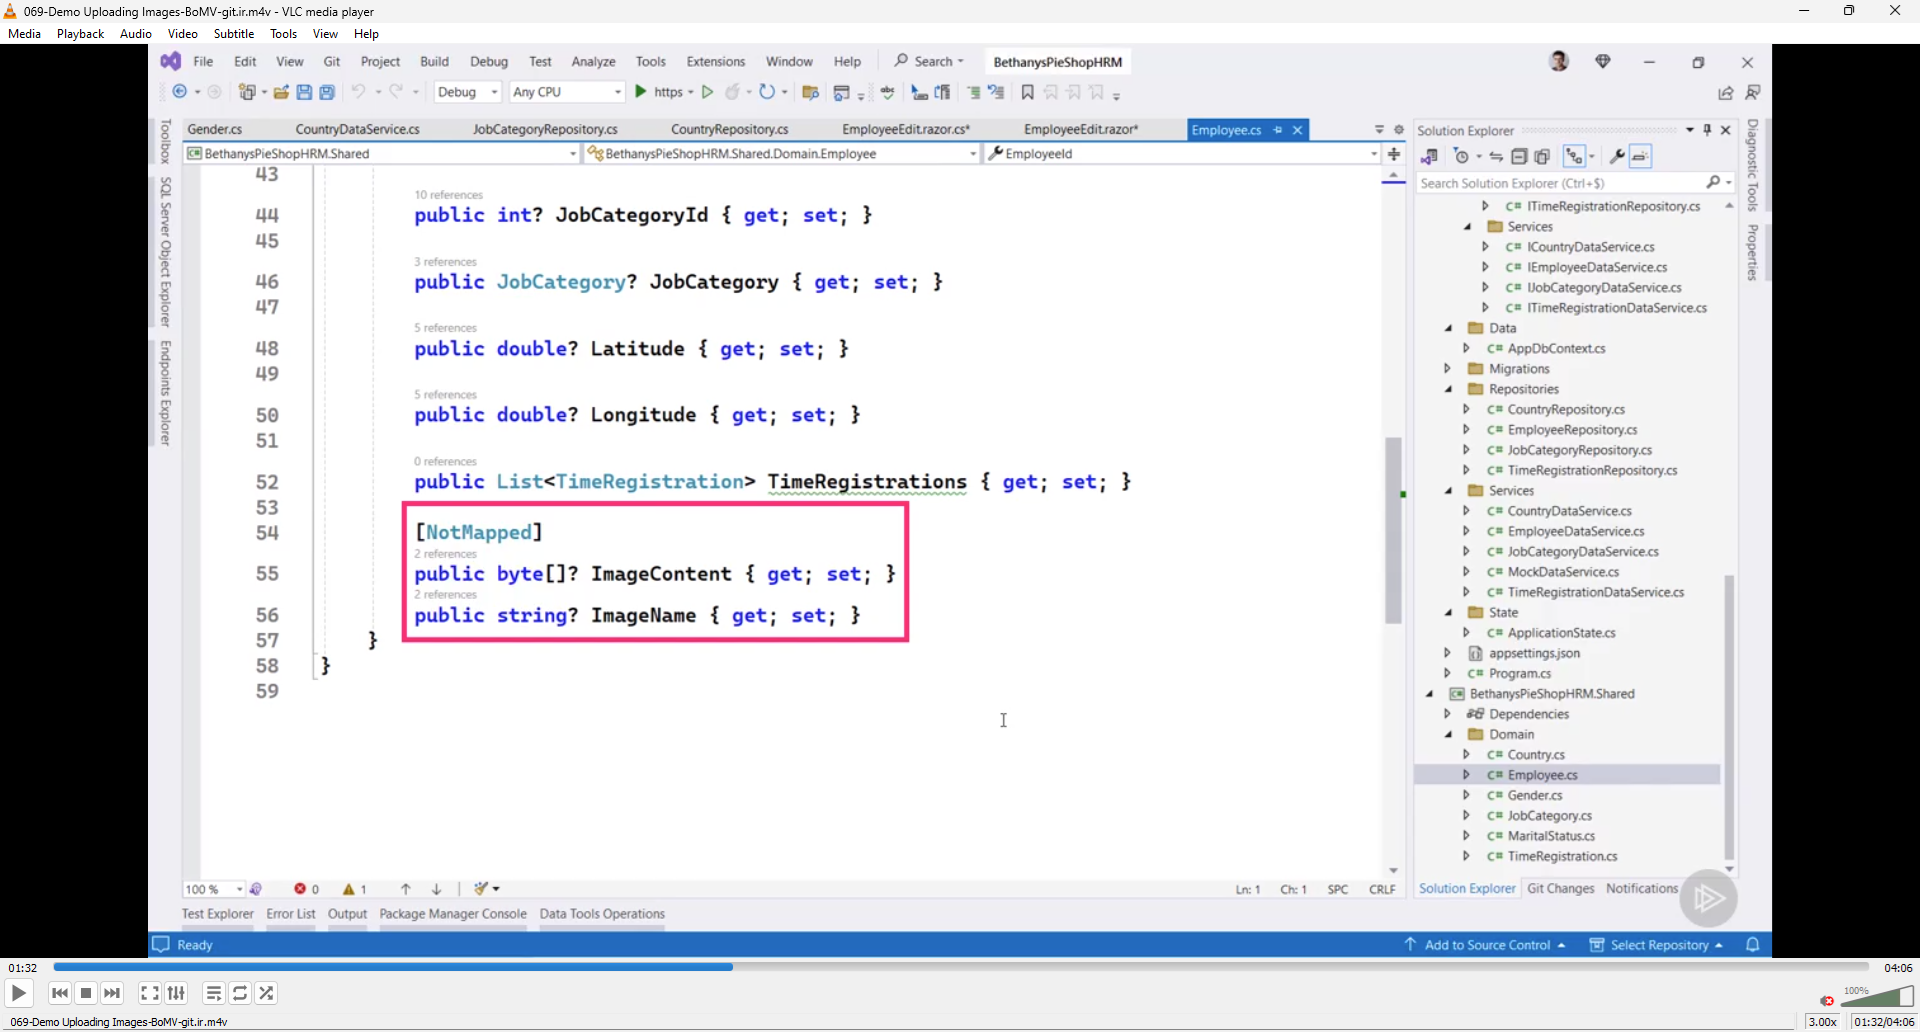 069-Demo Uploading Images-BoMV-git.ir.m4v - VLC media player
Media Playback Audio Video Subtitle Tools View Help
File Edit View Git Project Build Debug Test Analyze Tools Extensions Window Help Search BethanysPieShopHRM
Debug Any CPU https
Toolbox
SQL Server Object Explorer
Endpoints Explorer
Gender.cs CountryDataService.cs JobCategoryRepository.cs CountryRepository.cs EmployeeEdit.razor.cs* EmployeeEdit.razor* Employee.cs
BethanysPieShopHRM.Shared BethanysPieShopHRM.Shared.Domain.Employee EmployeeId
43
10 references
44 public int? JobCategoryId { get; set; }
45
3 references
46 public JobCategory? JobCategory { get; set; }
47
5 references
48 public double? Latitude { get; set; }
49
5 references
50 public double? Longitude { get; set; }
51
0 references
52 public List<TimeRegistration> TimeRegistrations { get; set; }
53
54 [NotMapped]
2 references
55 public byte[]? ImageContent { get; set; }
2 references
56 public string? ImageName { get; set; }
57 }
58 }
59
100 % 0 1 Ln: 1 Ch: 1 SPC CRLF
Test Explorer Error List Output Package Manager Console Data Tools Operations
Solution Explorer
Search Solution Explorer (Ctrl+$)
C# ITimeRegistrationRepository.cs
Services
C# ICountryDataService.cs
C# IEmployeeDataService.cs
C# IJobCategoryDataService.cs
C# ITimeRegistrationDataService.cs
Data
C# AppDbContext.cs
Migrations
Repositories
C# CountryRepository.cs
C# EmployeeRepository.cs
C# JobCategoryRepository.cs
C# TimeRegistrationRepository.cs
Services
C# CountryDataService.cs
C# EmployeeDataService.cs
C# JobCategoryDataService.cs
C# MockDataService.cs
C# TimeRegistrationDataService.cs
State
C# ApplicationState.cs
appsettings.json
C# Program.cs
C# BethanysPieShopHRM.Shared
Dependencies
Domain
C# Country.cs
C# Employee.cs
C# Gender.cs
C# JobCategory.cs
C# MaritalStatus.cs
C# TimeRegistration.cs
Solution Explorer Git Changes Notifications
Diagnostic Tools
Properties
Ready Add to Source Control Select Repository
01:32 04:06
100%
069-Demo Uploading Images-BoMV-git.ir.m4v 3.00x 01:32/04:06